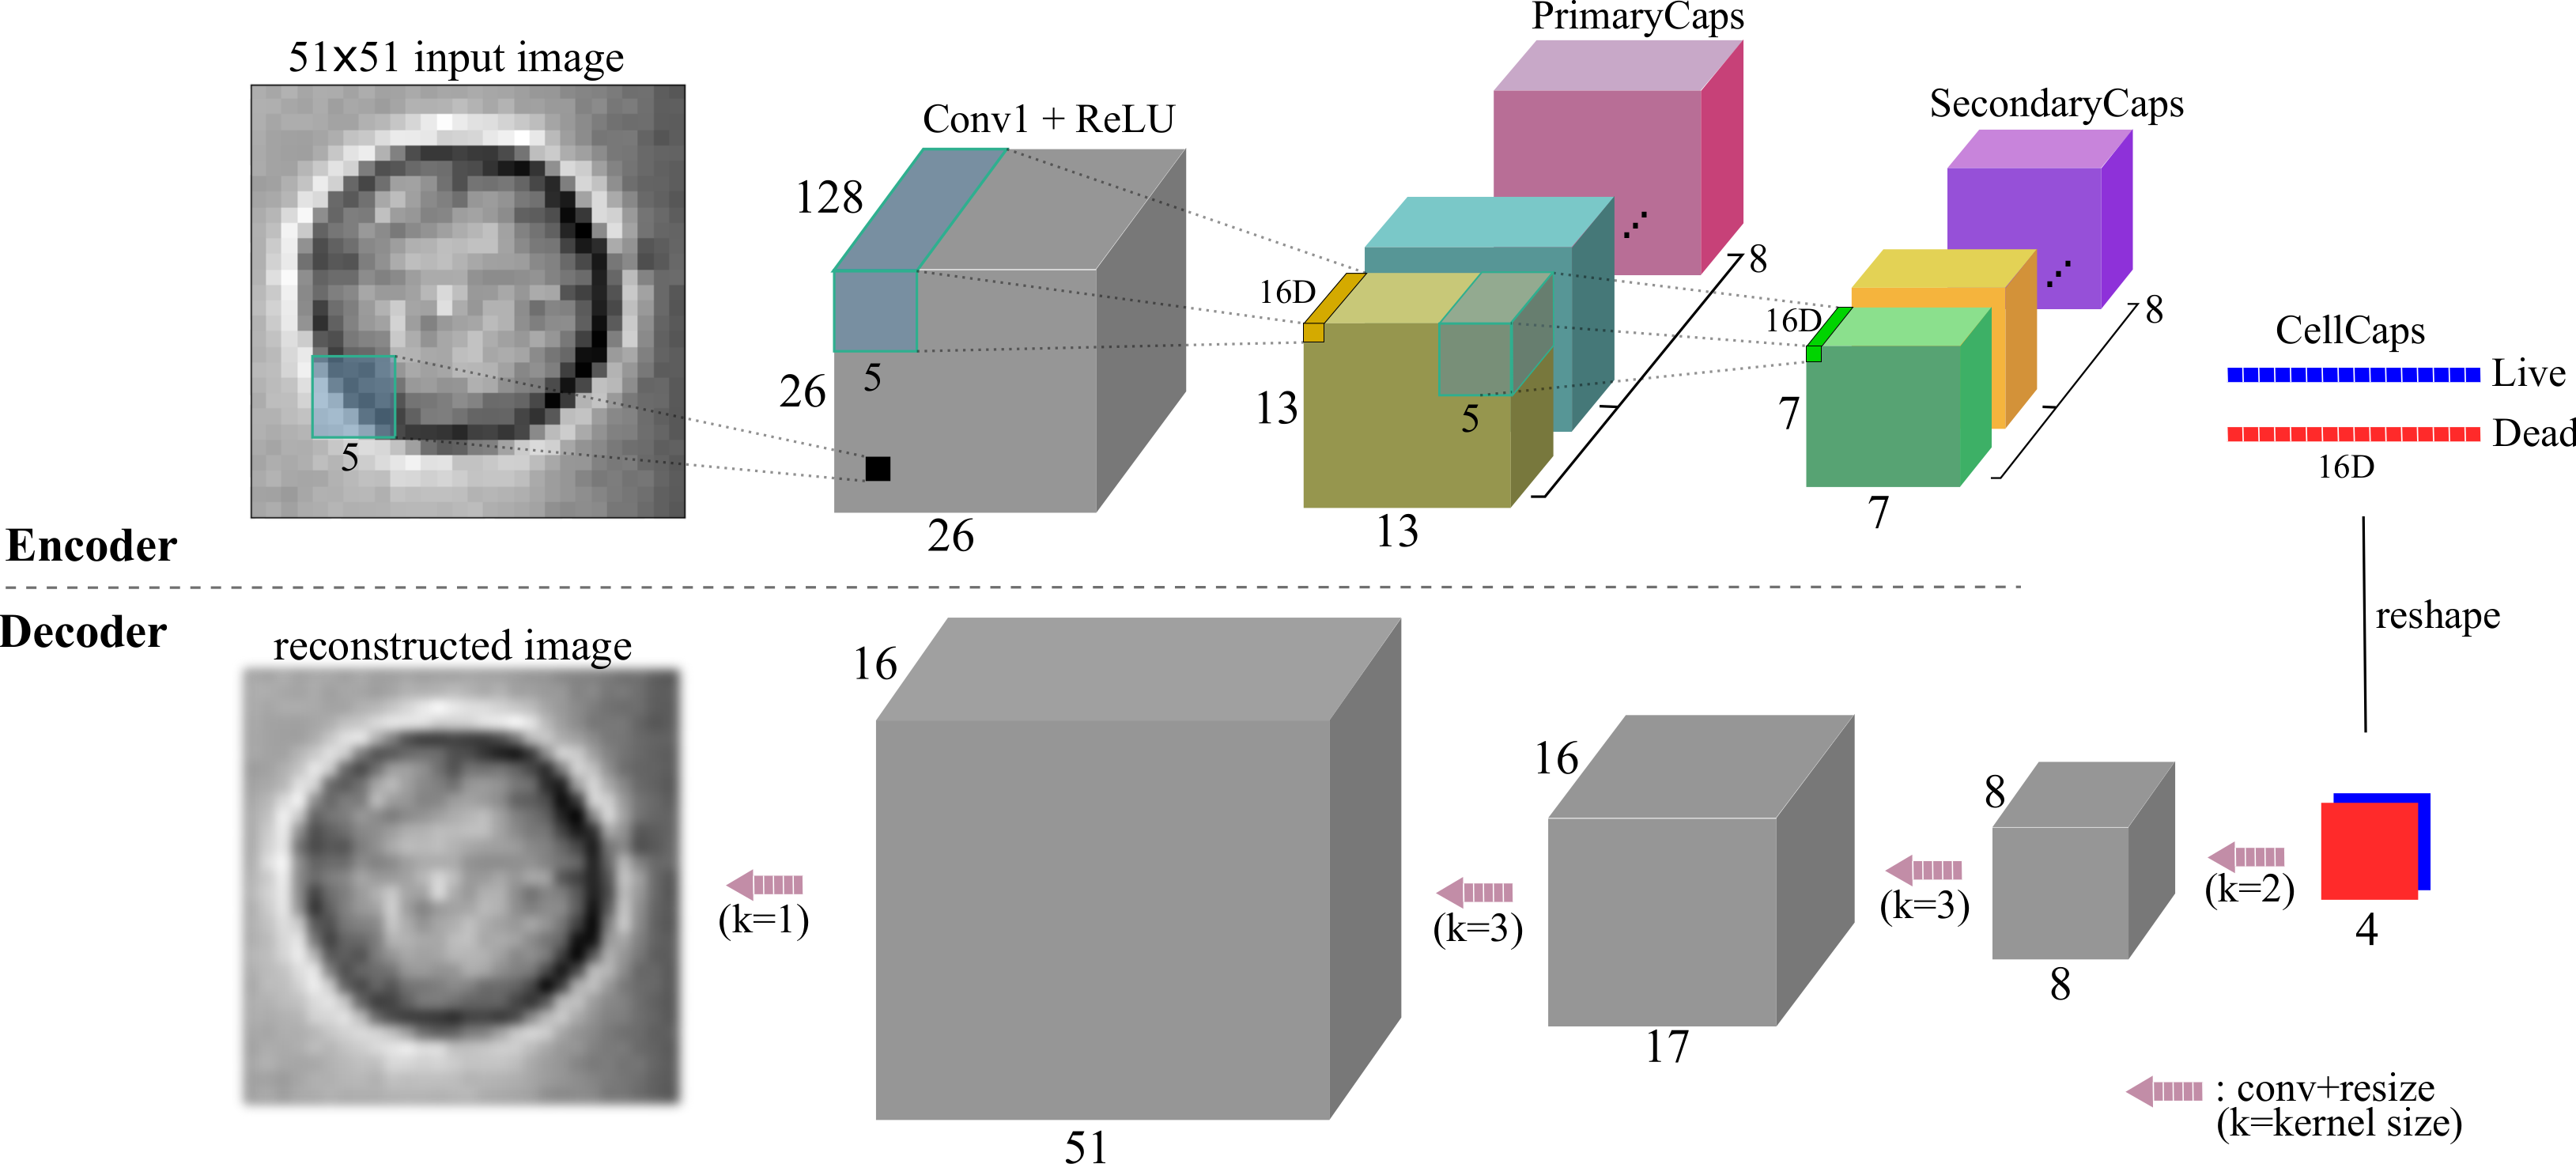 51x51 input image
5
Conv1 + ReLU
128
26
5
26
PrimaryCaps
16D
13
5
13
8
SecondaryCaps
16D
7
7
8
CellCaps
Live
Dead
16D
Encoder
reshape
Decoder
reconstructed image
(k=1)
16
51
(k=3)
16
17
(k=3)
8
8
(k=2)
4
: conv+resize
(k=kernel size)